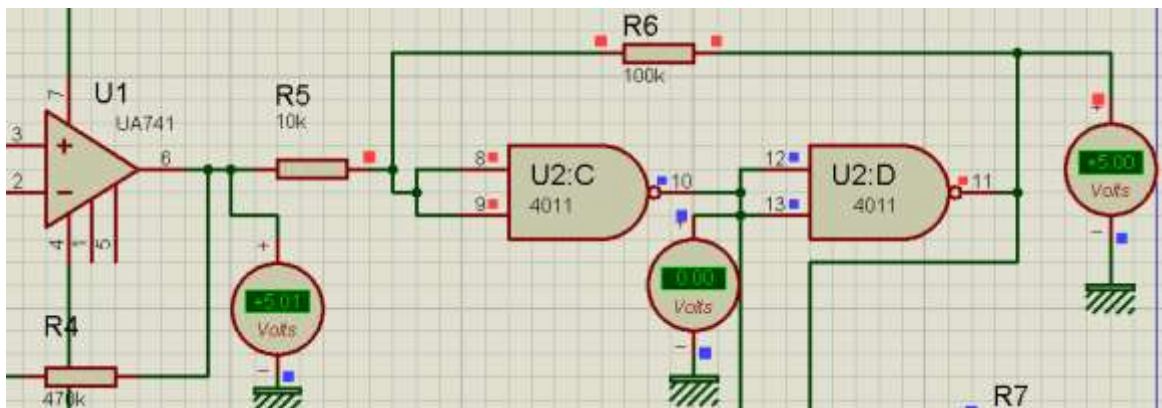 R6
100k
U1
UA741
R5
10k
7
3
+
2
−
6
4
1
5
8
9
U2:C
4011
10
12
13
U2:D
4011
11
+
+5.00
Volts
−
+
+5.01
Volts
−
+
0.00
Volts
−
R4
470k
R7